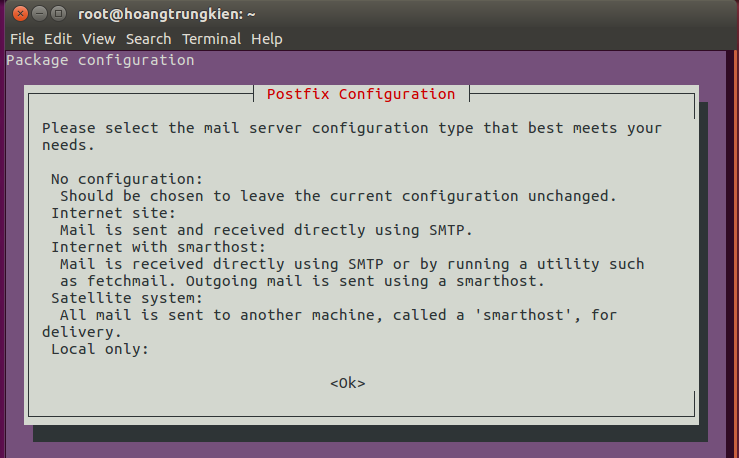 root@hoangtrungkien: ~
File Edit View Search Terminal Help
Package configuration
Postfix Configuration
Please select the mail server configuration type that best meets your
needs.
No configuration:
Should be chosen to leave the current configuration unchanged.
Internet site:
Mail is sent and received directly using SMTP.
Internet with smarthost:
Mail is received directly using SMTP or by running a utility such
as fetchmail. Outgoing mail is sent using a smarthost.
Satellite system:
All mail is sent to another machine, called a 'smarthost', for
delivery.
Local only:
<Ok>